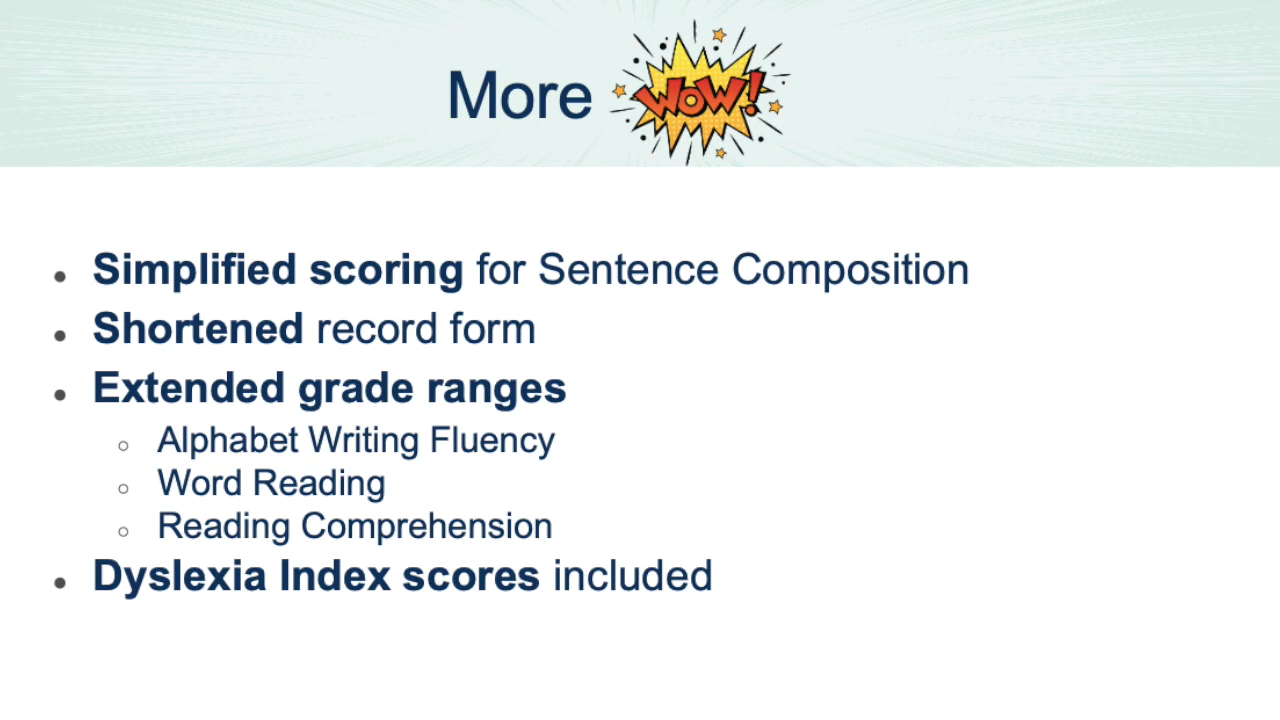 More WOW!
Simplified scoring for Sentence Composition
Shortened record form
Extended grade ranges
Alphabet Writing Fluency
Word Reading
Reading Comprehension
Dyslexia Index scores included